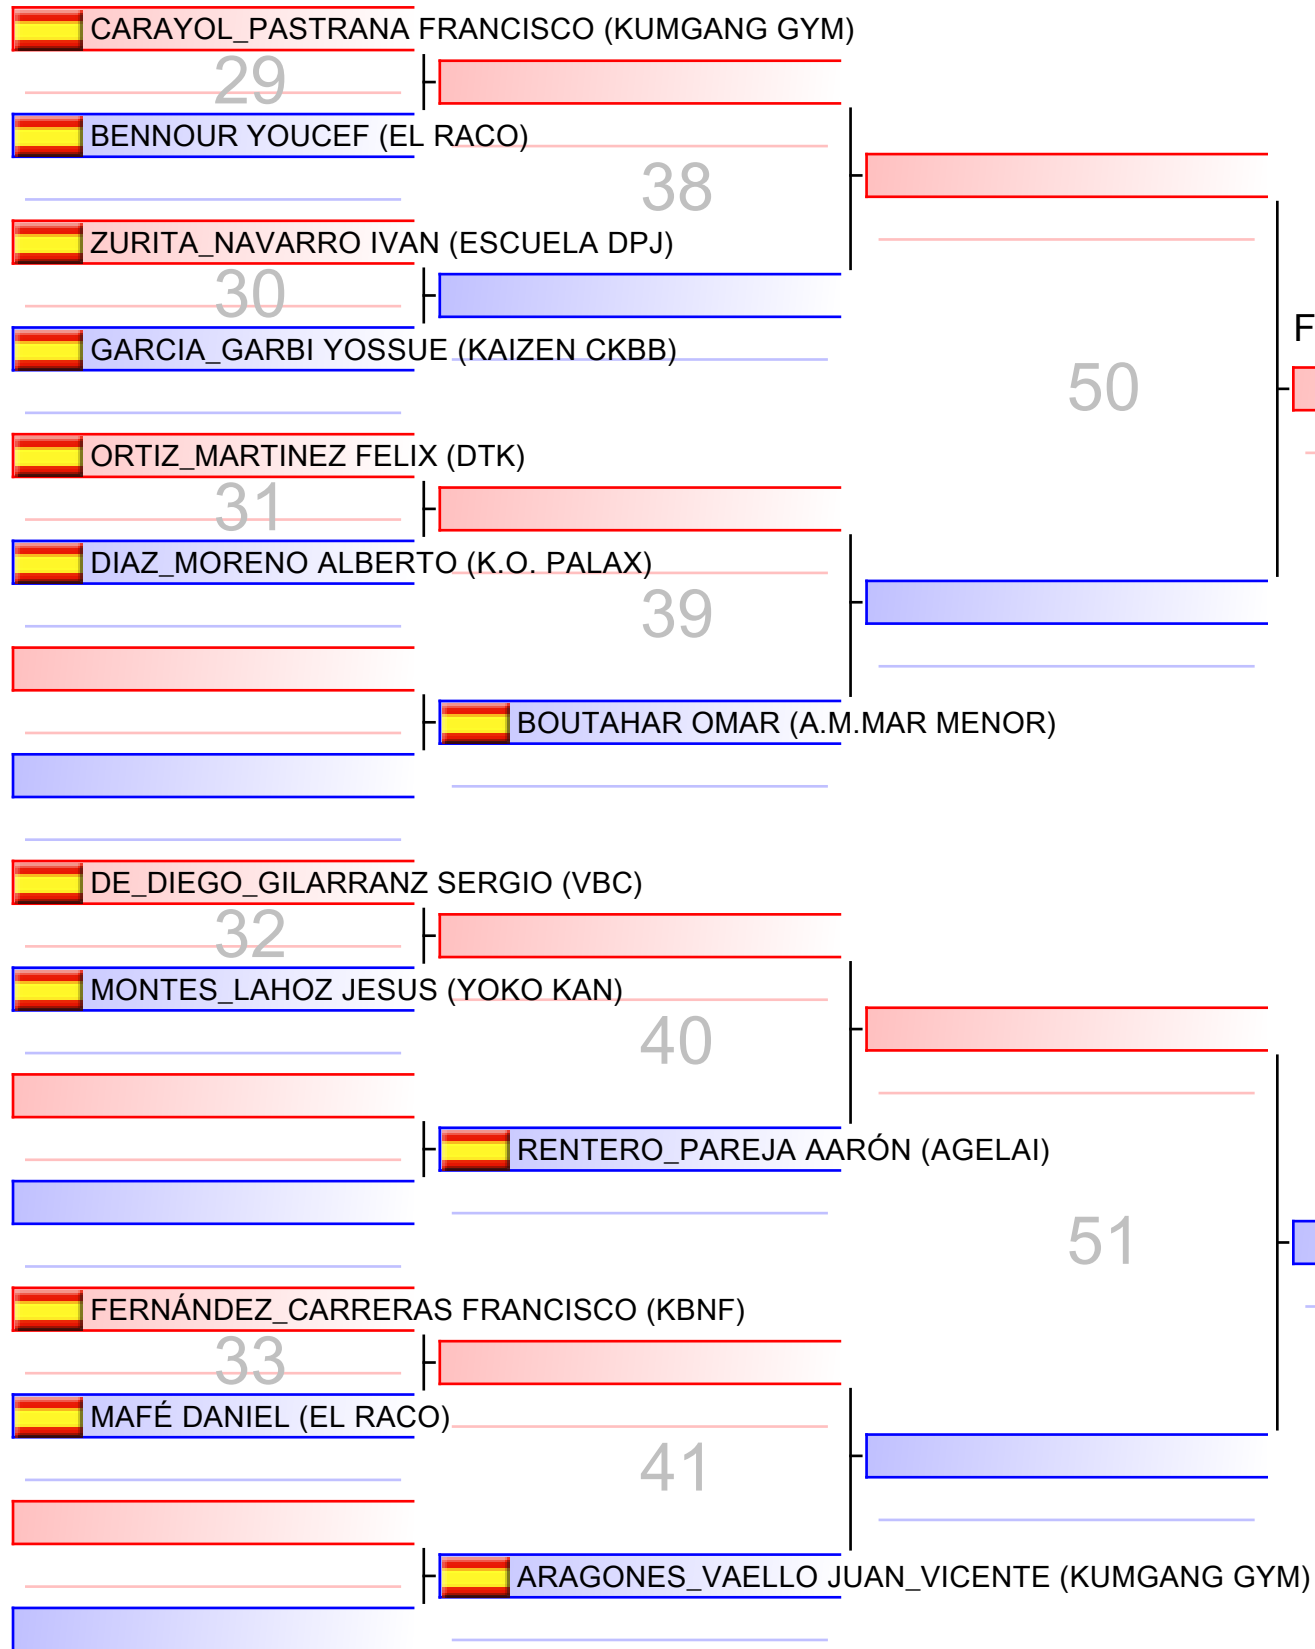 CARAYOL_PASTRANA FRANCISCO (KUMGANG GYM)
29
BENNOUR YOUCEF (EL RACO)
38
ZURITA_NAVARRO IVAN (ESCUELA DPJ)
30
GARCIA_GARBI YOSSUE (KAIZEN CKBB)
F
50
ORTIZ_MARTINEZ FELIX (DTK)
31
DIAZ_MORENO ALBERTO (K.O. PALAX)
39
BOUTAHAR OMAR (A.M.MAR MENOR)
DE_DIEGO_GILARRANZ SERGIO (VBC)
32
MONTES_LAHOZ JESUS (YOKO KAN)
40
RENTERO_PAREJA AARÓN (AGELAI)
51
FERNÁNDEZ_CARRERAS FRANCISCO (KBNF)
33
MAFÉ DANIEL (EL RACO)
41
ARAGONES_VAELLO JUAN_VICENTE (KUMGANG GYM)